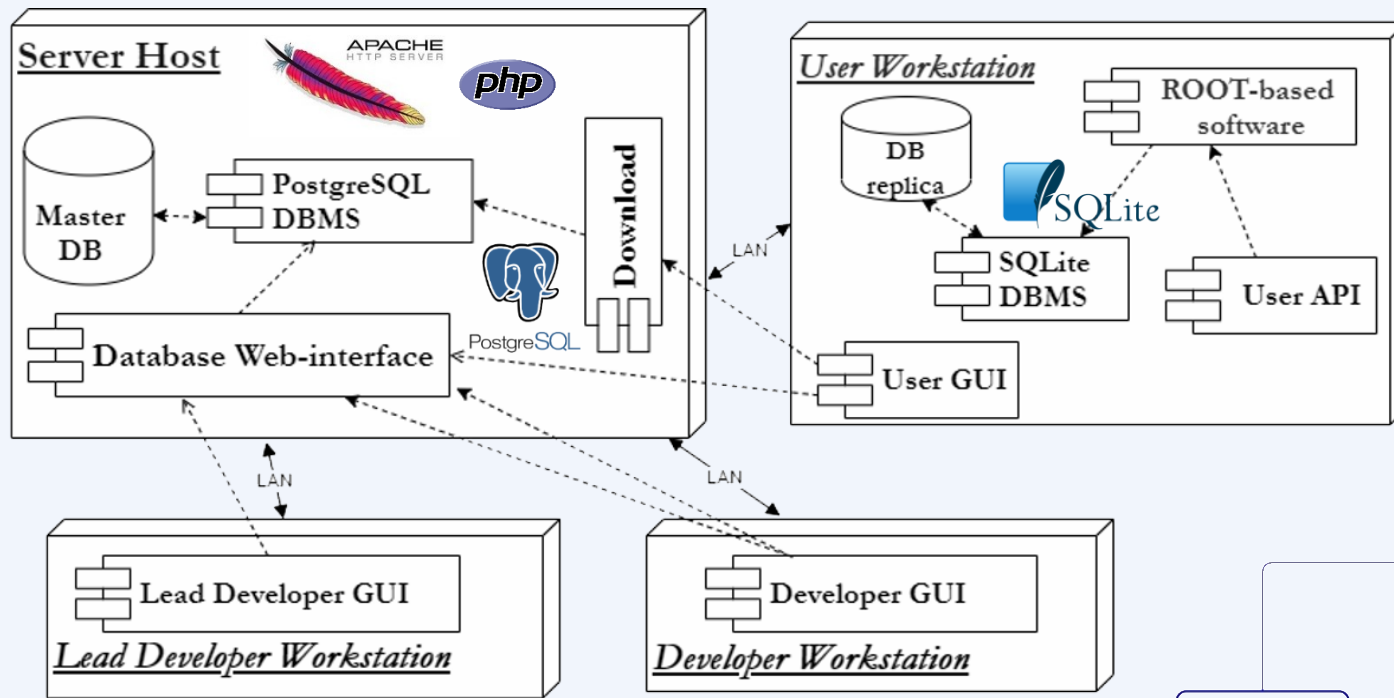 Server Host
APACHE
HTTP SERVER
php
Master
DB
PostgreSQL
DBMS
Download
PostgreSQL
Database Web-interface
LAN
User Workstation
DB
replica
ROOT-based
software
SQLite
SQLite
DBMS
User API
User GUI
LAN
LAN
Lead Developer GUI
Lead Developer Workstation
Developer GUI
Developer Workstation